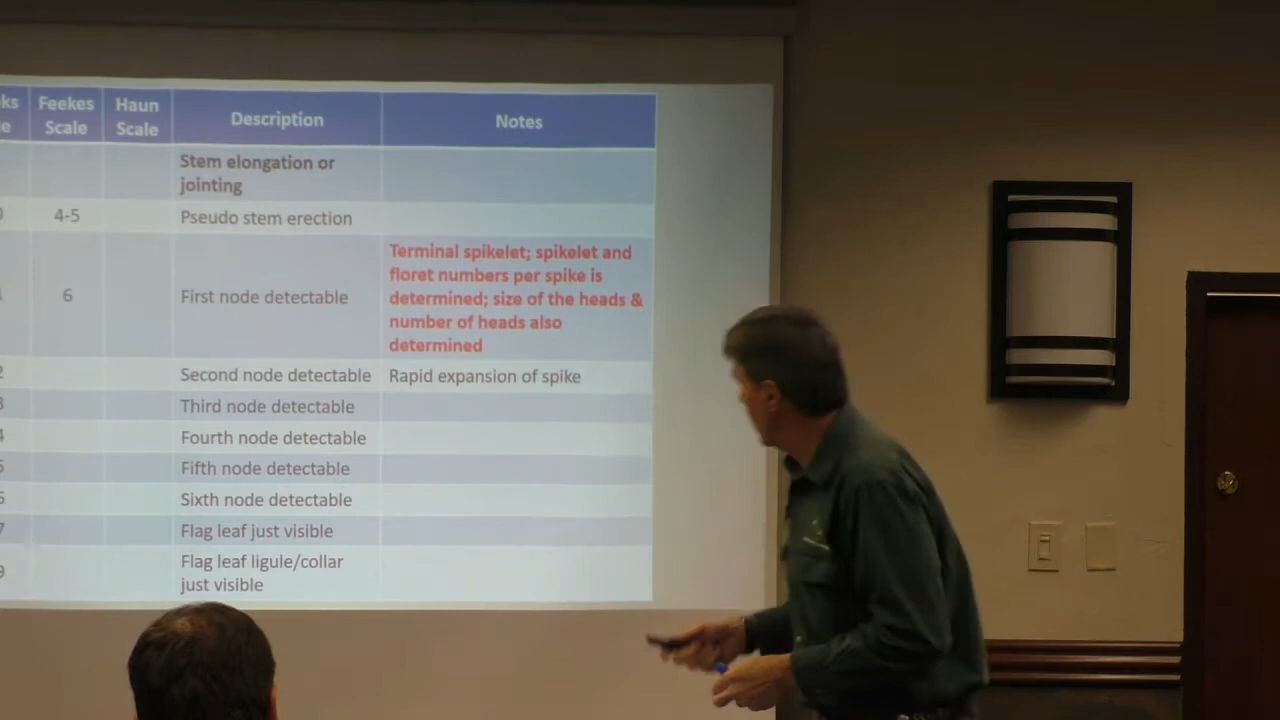 Feekes Scale
Haun Scale
Description
Notes
Stem elongation or
jointing
4-5
Pseudo stem erection
6
First node detectable
Terminal spikelet; spikelet and
floret numbers per spike is
determined; size of the heads &
number of heads also
determined
Second node detectable
Rapid expansion of spike
Third node detectable
Fourth node detectable
Fifth node detectable
Sixth node detectable
Flag leaf just visible
Flag leaf ligule/collar
just visible